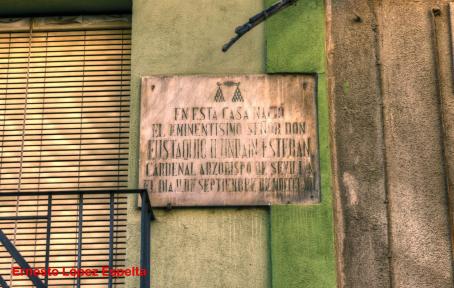 EN ESTA CASA NACIO
EL EMINENTISIMO SEÑOR DON
EUSTAQUIO ILUNDAIN ESTEBAN
CARDENAL ARZOBISPO DE SEVILLA
EL DIA DE SEPTIEMBRE DE
Ernesto Lopez Espelta